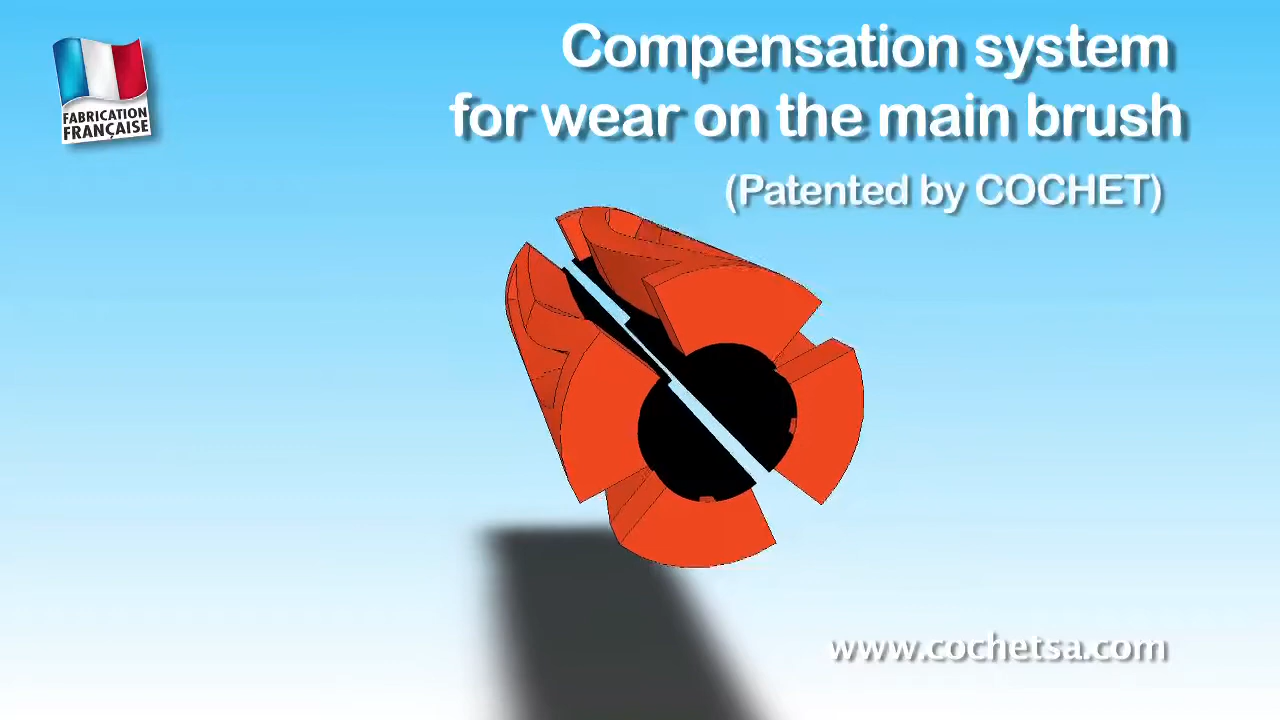 FABRICATION
FRANÇAISE
Compensation system
for wear on the main brush
(Patented by COCHET)
www.cochetsa.com